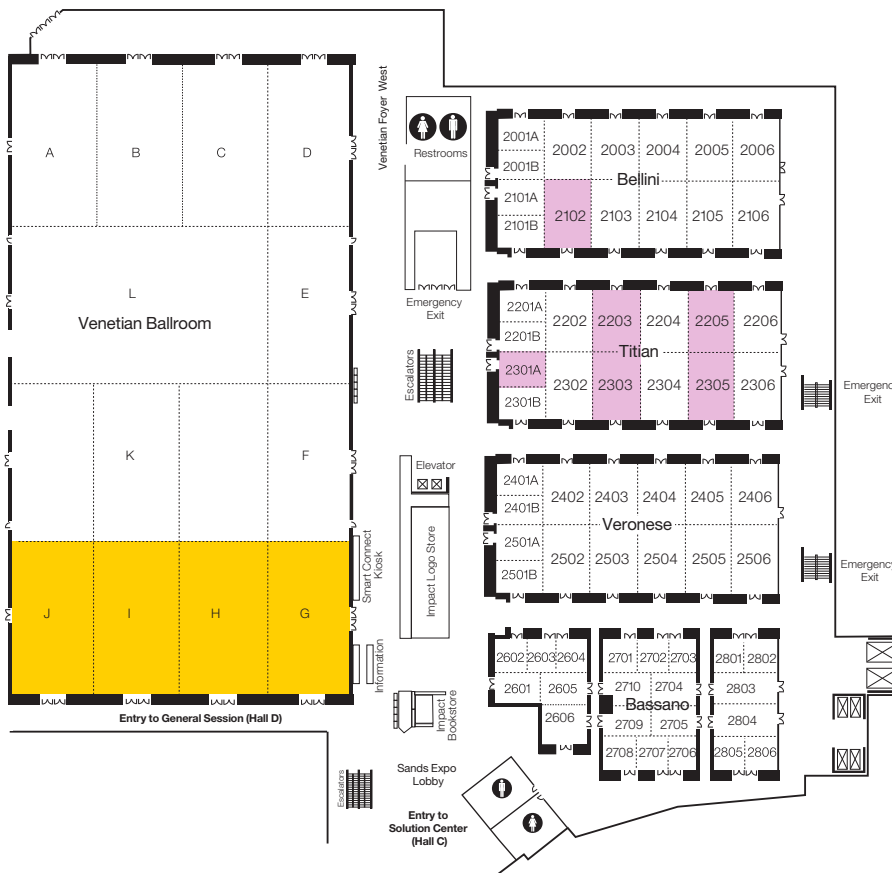 Venetian Foyer West
Restrooms
A
B
C
D
L
E
Venetian Ballroom
K
F
J
I
H
G
Entry to General Session (Hall D)
Emergency
Exit
Escalators
Elevator
Smart Connect
Kiosk
Impact Logo Store
Information
Impact
Bookstore
Sands Expo
Lobby
Escalators
Entry to
Solution Center
(Hall C)
2001A
2001B
2002
2003
2004
2005
2006
Bellini
2101A
2101B
2102
2103
2104
2105
2106
2201A
2201B
2202
2203
2204
2205
2206
Titian
2301A
2301B
2302
2303
2304
2305
2306
2401A
2401B
2402
2403
2404
2405
2406
Veronese
2501A
2501B
2502
2503
2504
2505
2506
2602
2603
2604
2601
2605
2606
2701
2702
2703
2710
2704
Bassano
2709
2705
2708
2707
2706
2801
2802
2803
2804
2805
2806
Emergency
Exit
Emergency
Exit